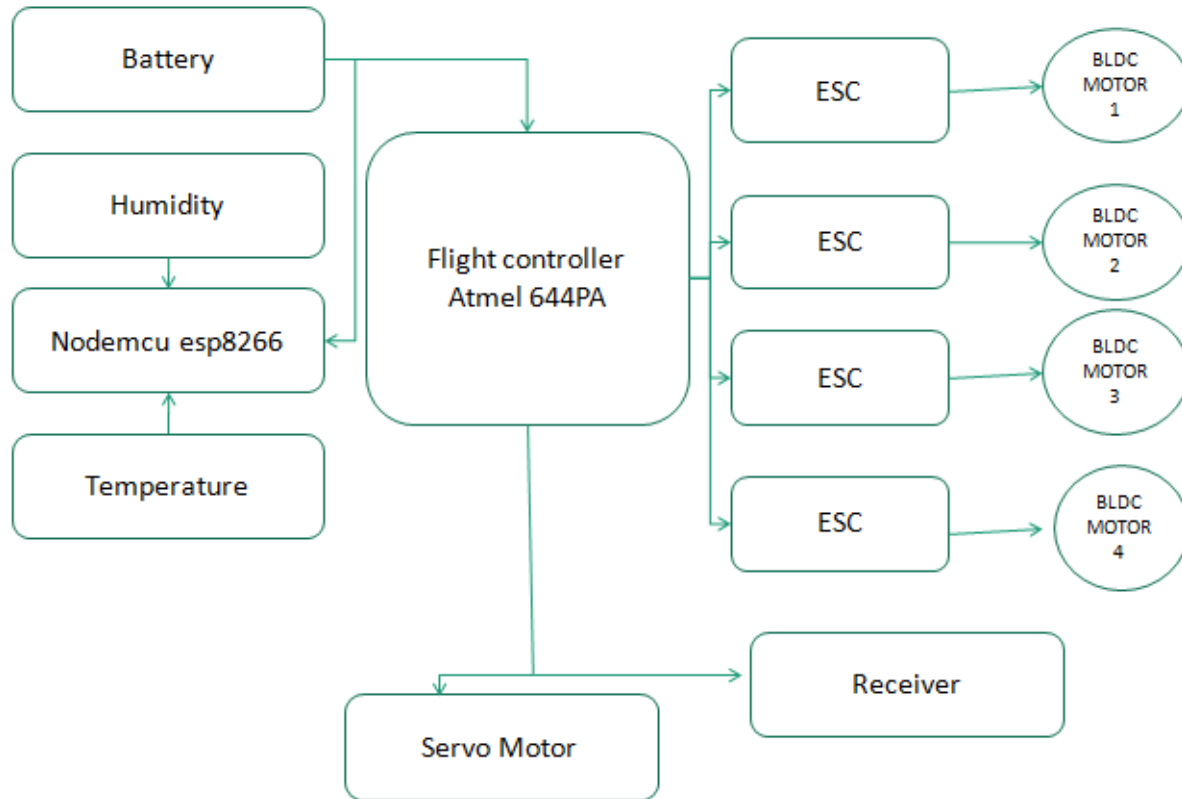 Battery
Humidity
Nodemcu esp8266
Temperature
Flight controller
Atmel 644PA
ESC
BLDC
MOTOR
1
ESC
BLDC
MOTOR
2
ESC
BLDC
MOTOR
3
ESC
BLDC
MOTOR
4
Receiver
Servo Motor